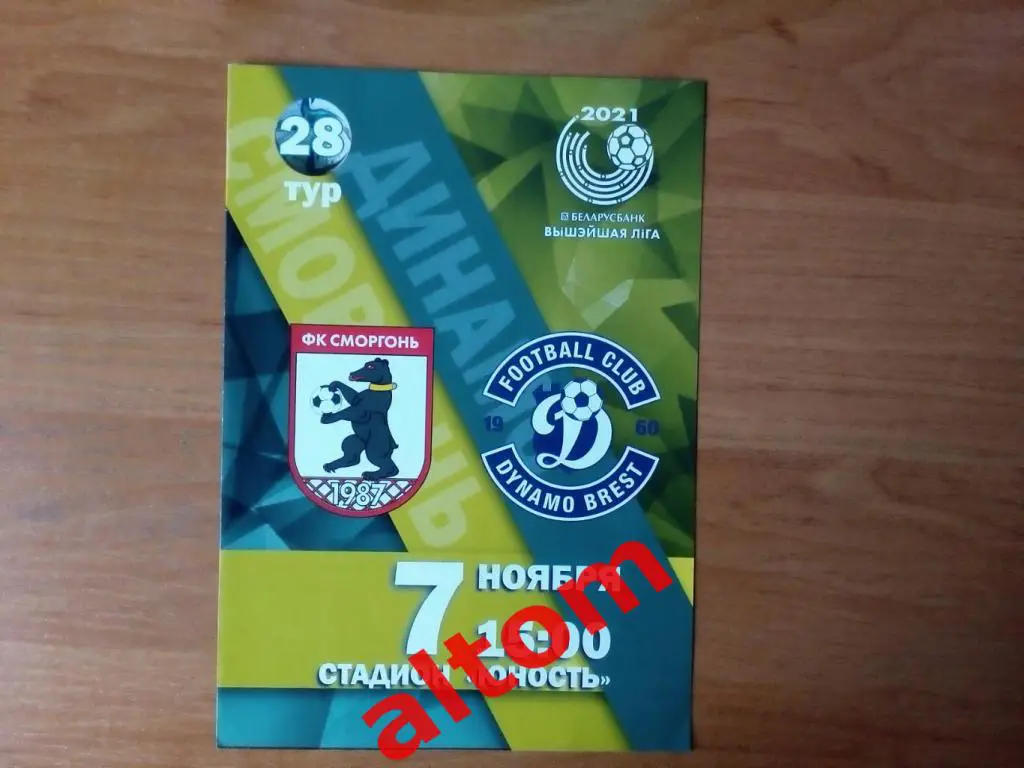 28
тур
2021
БЕЛАРУСБАНК
ВЫШЭЙШАЯ ЛІГА
СМОРГОНЬ
ДИНАМО
ФК СМОРГОНЬ
1987
FOOTBALL CLUB
19 60
DYNAMO BREST
7 НОЯБРЯ
15:00
СТАДИОН «ЮНОСТЬ»
altom